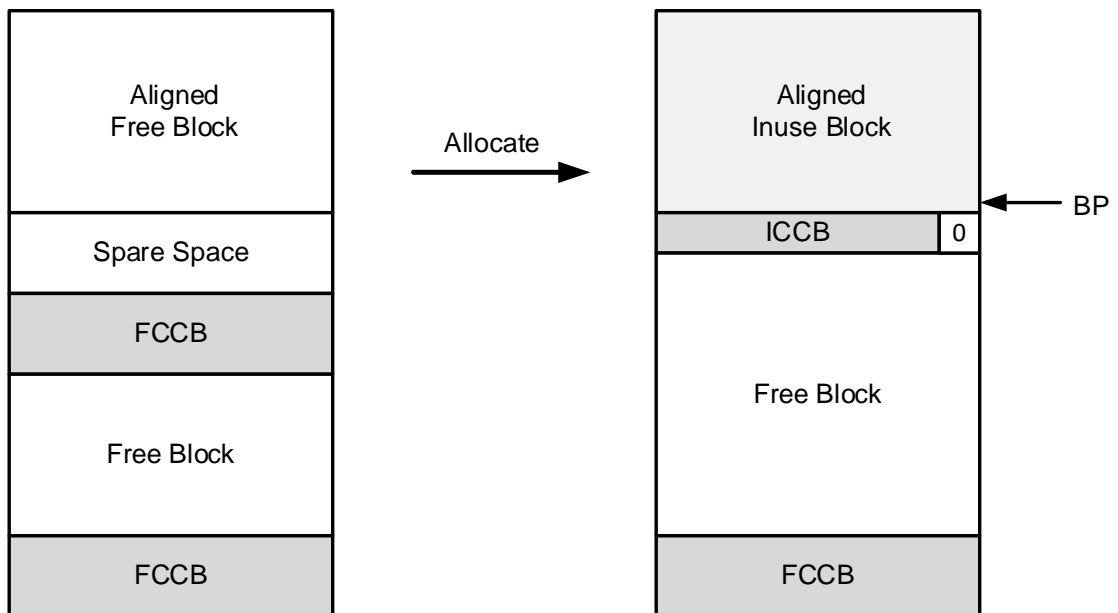 Aligned
Free Block
Spare Space
FCCB
Free Block
FCCB
Allocate
Aligned
Inuse Block
BP
ICCB
0
Free Block
FCCB